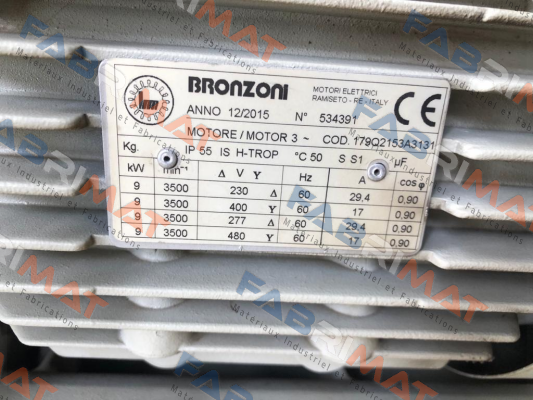 BRONZONI
MOTORI ELETTRICI
RAMISETO - RE - ITALY
CE
bm
ANNO 12/2015 N° 534391
MOTORE / MOTOR 3 ~ COD. 179Q2153A3131
Kg. IP 55 IS H-TROP °C 50 S S1 µF
kW min⁻¹ Δ V Y Hz A cos φ
9 3500 230 Δ 60 29.4 0,90
9 3500 400 Y 60 17 0,90
9 3500 277 Δ 60 29.4 0,90
9 3500 480 Y 60 17 0,90
FABRIMAT
Materiaux Industriel et Fabrications